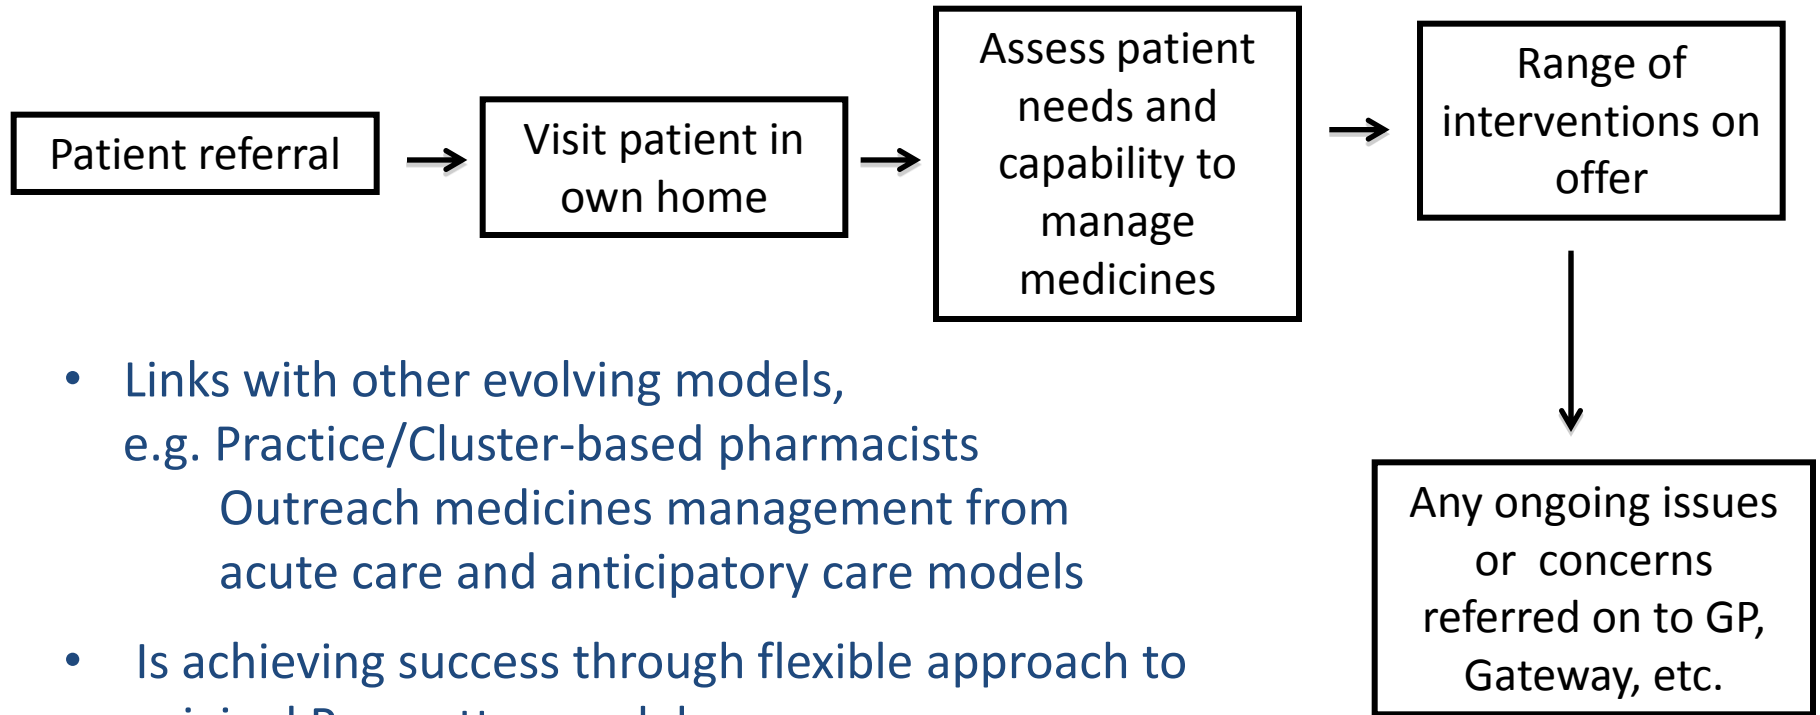 Patient referral
Visit patient in
own home
Assess patient
needs and
capability to
manage
medicines
Range of
interventions on
offer
Any ongoing issues
or concerns
referred on to GP,
Gateway, etc.
• Links with other evolving models,
e.g. Practice/Cluster-based pharmacists
Outreach medicines management from
acute care and anticipatory care models
• Is achieving success through flexible approach to